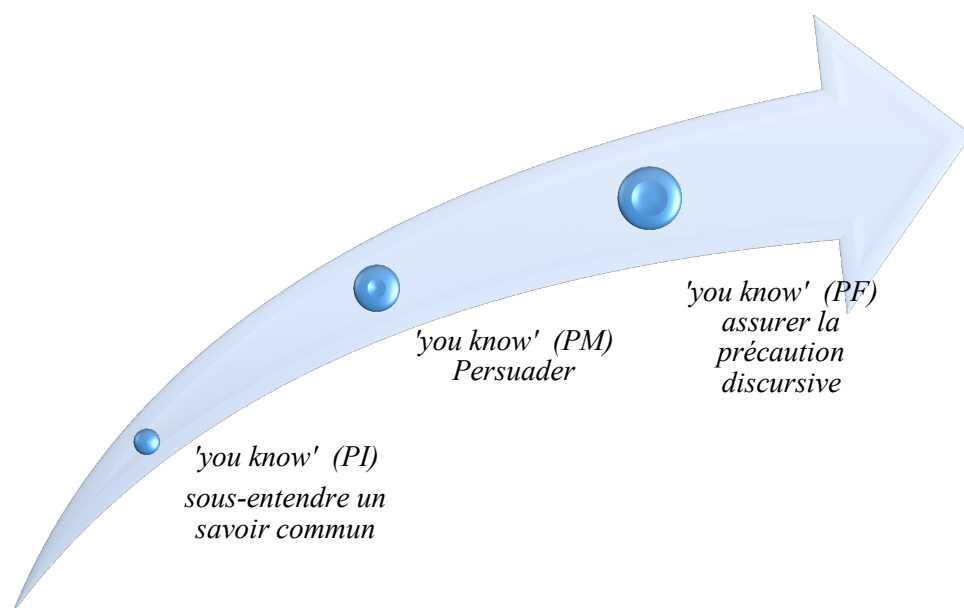 'you know' (PI)
sous-entendre un
savoir commun
'you know' (PM)
Persuader
'you know' (PF)
assurer la
précaution
discursive